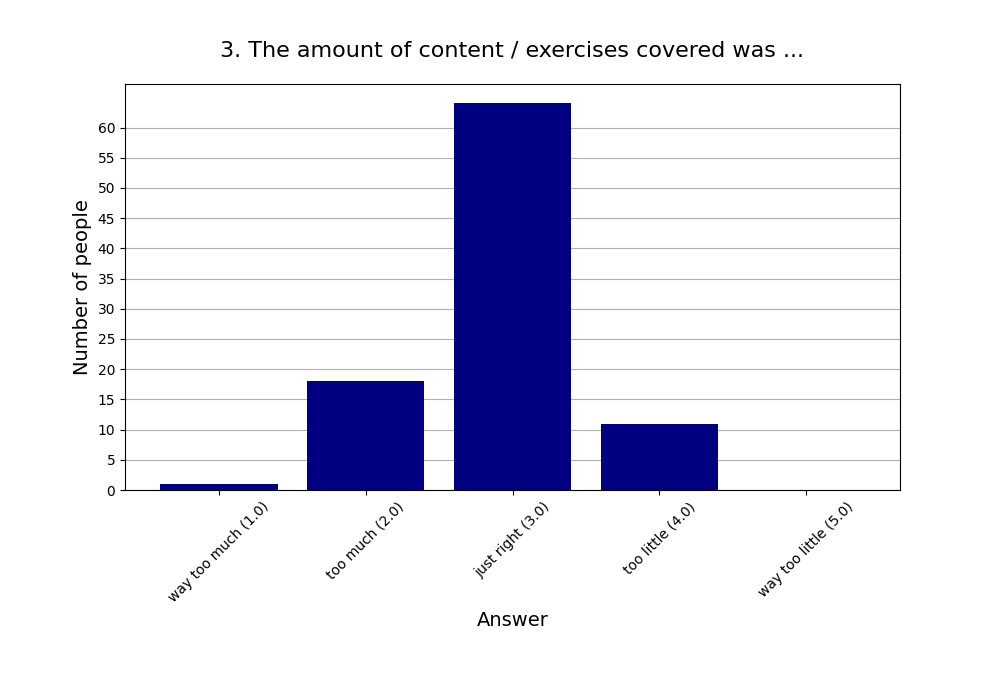 3. The amount of content / exercises covered was ...
Number of people
60
55
50
45
40
35
30
25
20
15
10
5
0
way too much (1.0)
too much (2.0)
just right (3.0)
too little (4.0)
way too little (5.0)
Answer